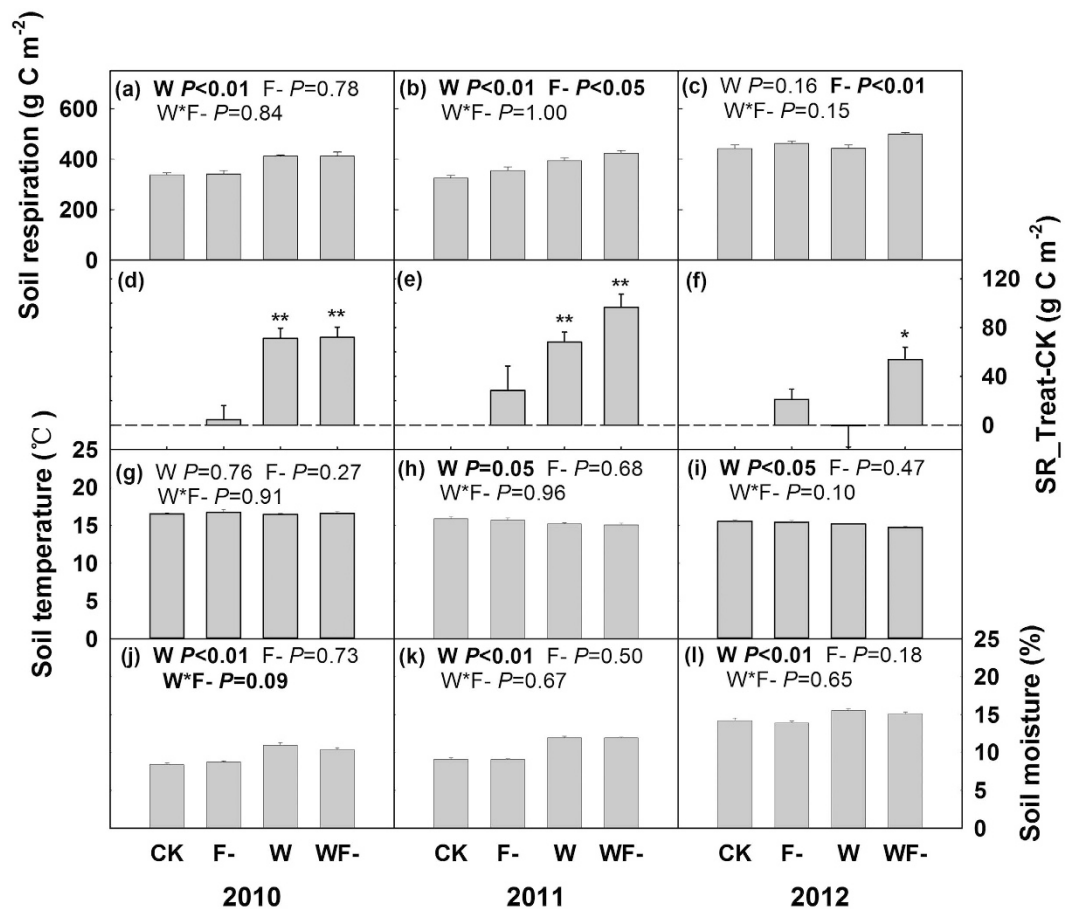 Soil respiration (g C m⁻²)
600
400
200
0
(a) W P<0.01 F- P=0.78
W*F- P=0.84
(b) W P<0.01 F- P<0.05
W*F- P=1.00
(c) W P=0.16 F- P<0.01
W*F- P=0.15
(d)
**
**
(e)
**
**
(f)
*
120
80
40
0
SR_Treat-CK (g C m⁻²)
Soil temperature (℃)
25
20
15
10
5
0
(g) W P=0.76 F- P=0.27
W*F- P=0.91
(h) W P=0.05 F- P=0.68
W*F- P=0.96
(i) W P<0.05 F- P=0.47
W*F- P=0.10
(j) W P<0.01 F- P=0.73
W*F- P=0.09
(k) W P<0.01 F- P=0.50
W*F- P=0.67
(l) W P<0.01 F- P=0.18
W*F- P=0.65
25
20
15
10
5
0
Soil moisture (%)
CK F- W WF- CK F- W WF- CK F- W WF-
2010 2011 2012